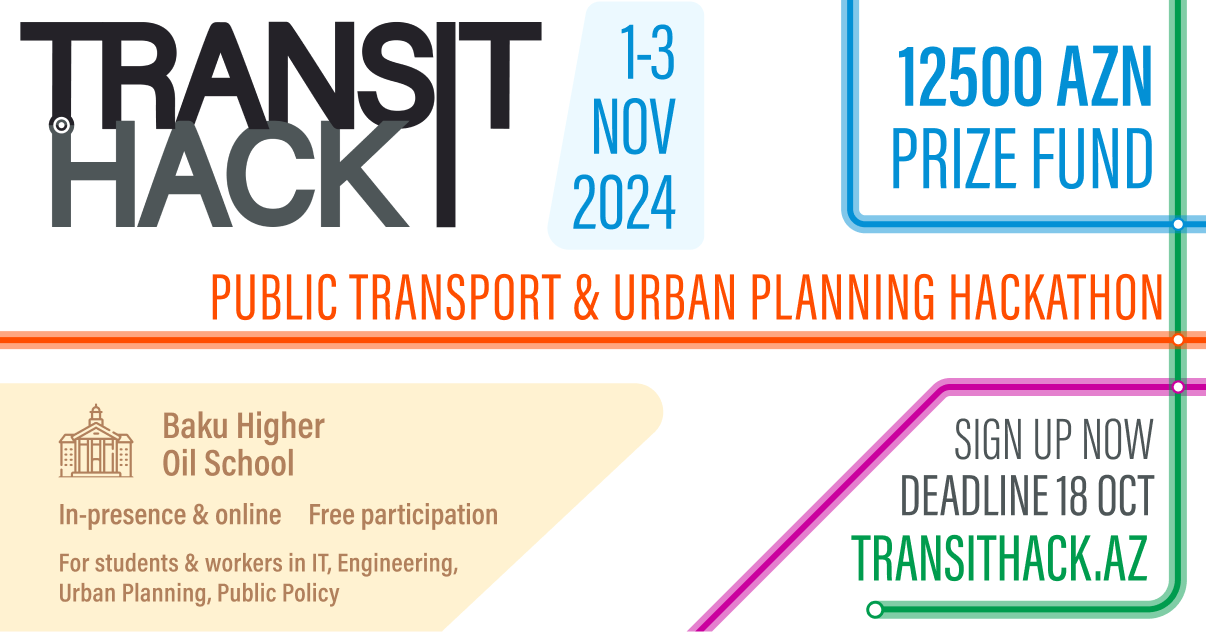 TRANSIT
HACK
1-3
NOV
2024
12500 AZN
PRIZE FUND
PUBLIC TRANSPORT & URBAN PLANNING HACKATHON
Baku Higher
Oil School
In-presence & online Free participation
For students & workers in IT, Engineering,
Urban Planning, Public Policy
SIGN UP NOW
DEADLINE 18 OCT
TRANSITHACK.AZ